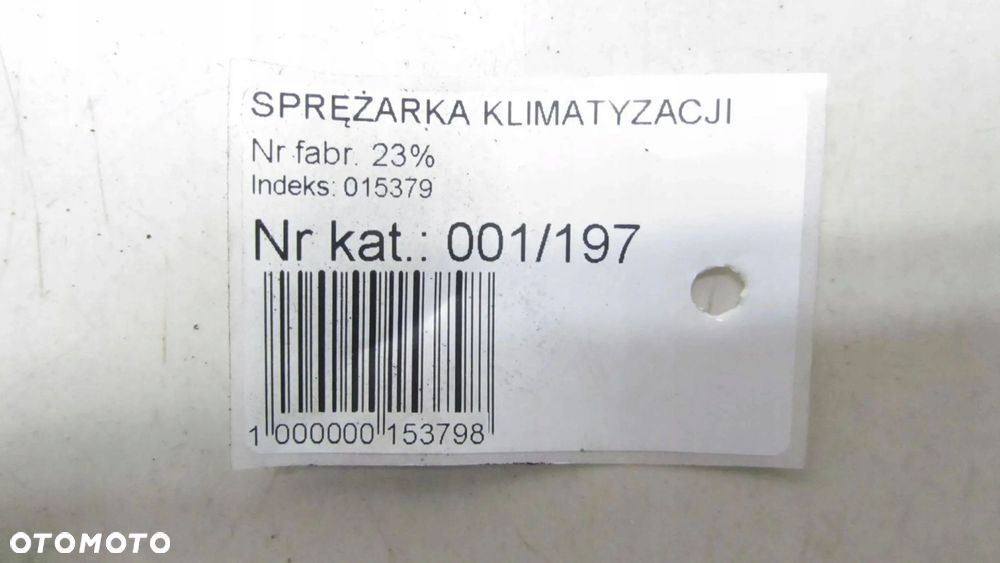 SPRĘŻARKA KLIMATYZACJI
Nr fabr. 23%
Indeks: 015379
Nr kat.: 001/197
1 000000 153798
OTOMOTO